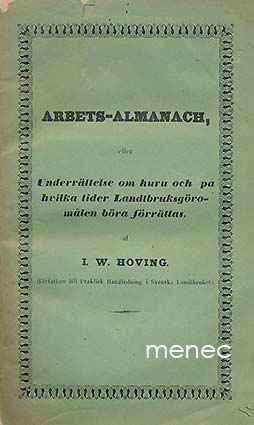 ARBETS-ALMANACH,
eller
Underrättelse om huru och på
hvilka tider Landtbruksgöro-
målen böra förrättas.
af
I. W. HOVING.
(Författare till Praktisk Handledning i Svenska Landtbruket.)
menec